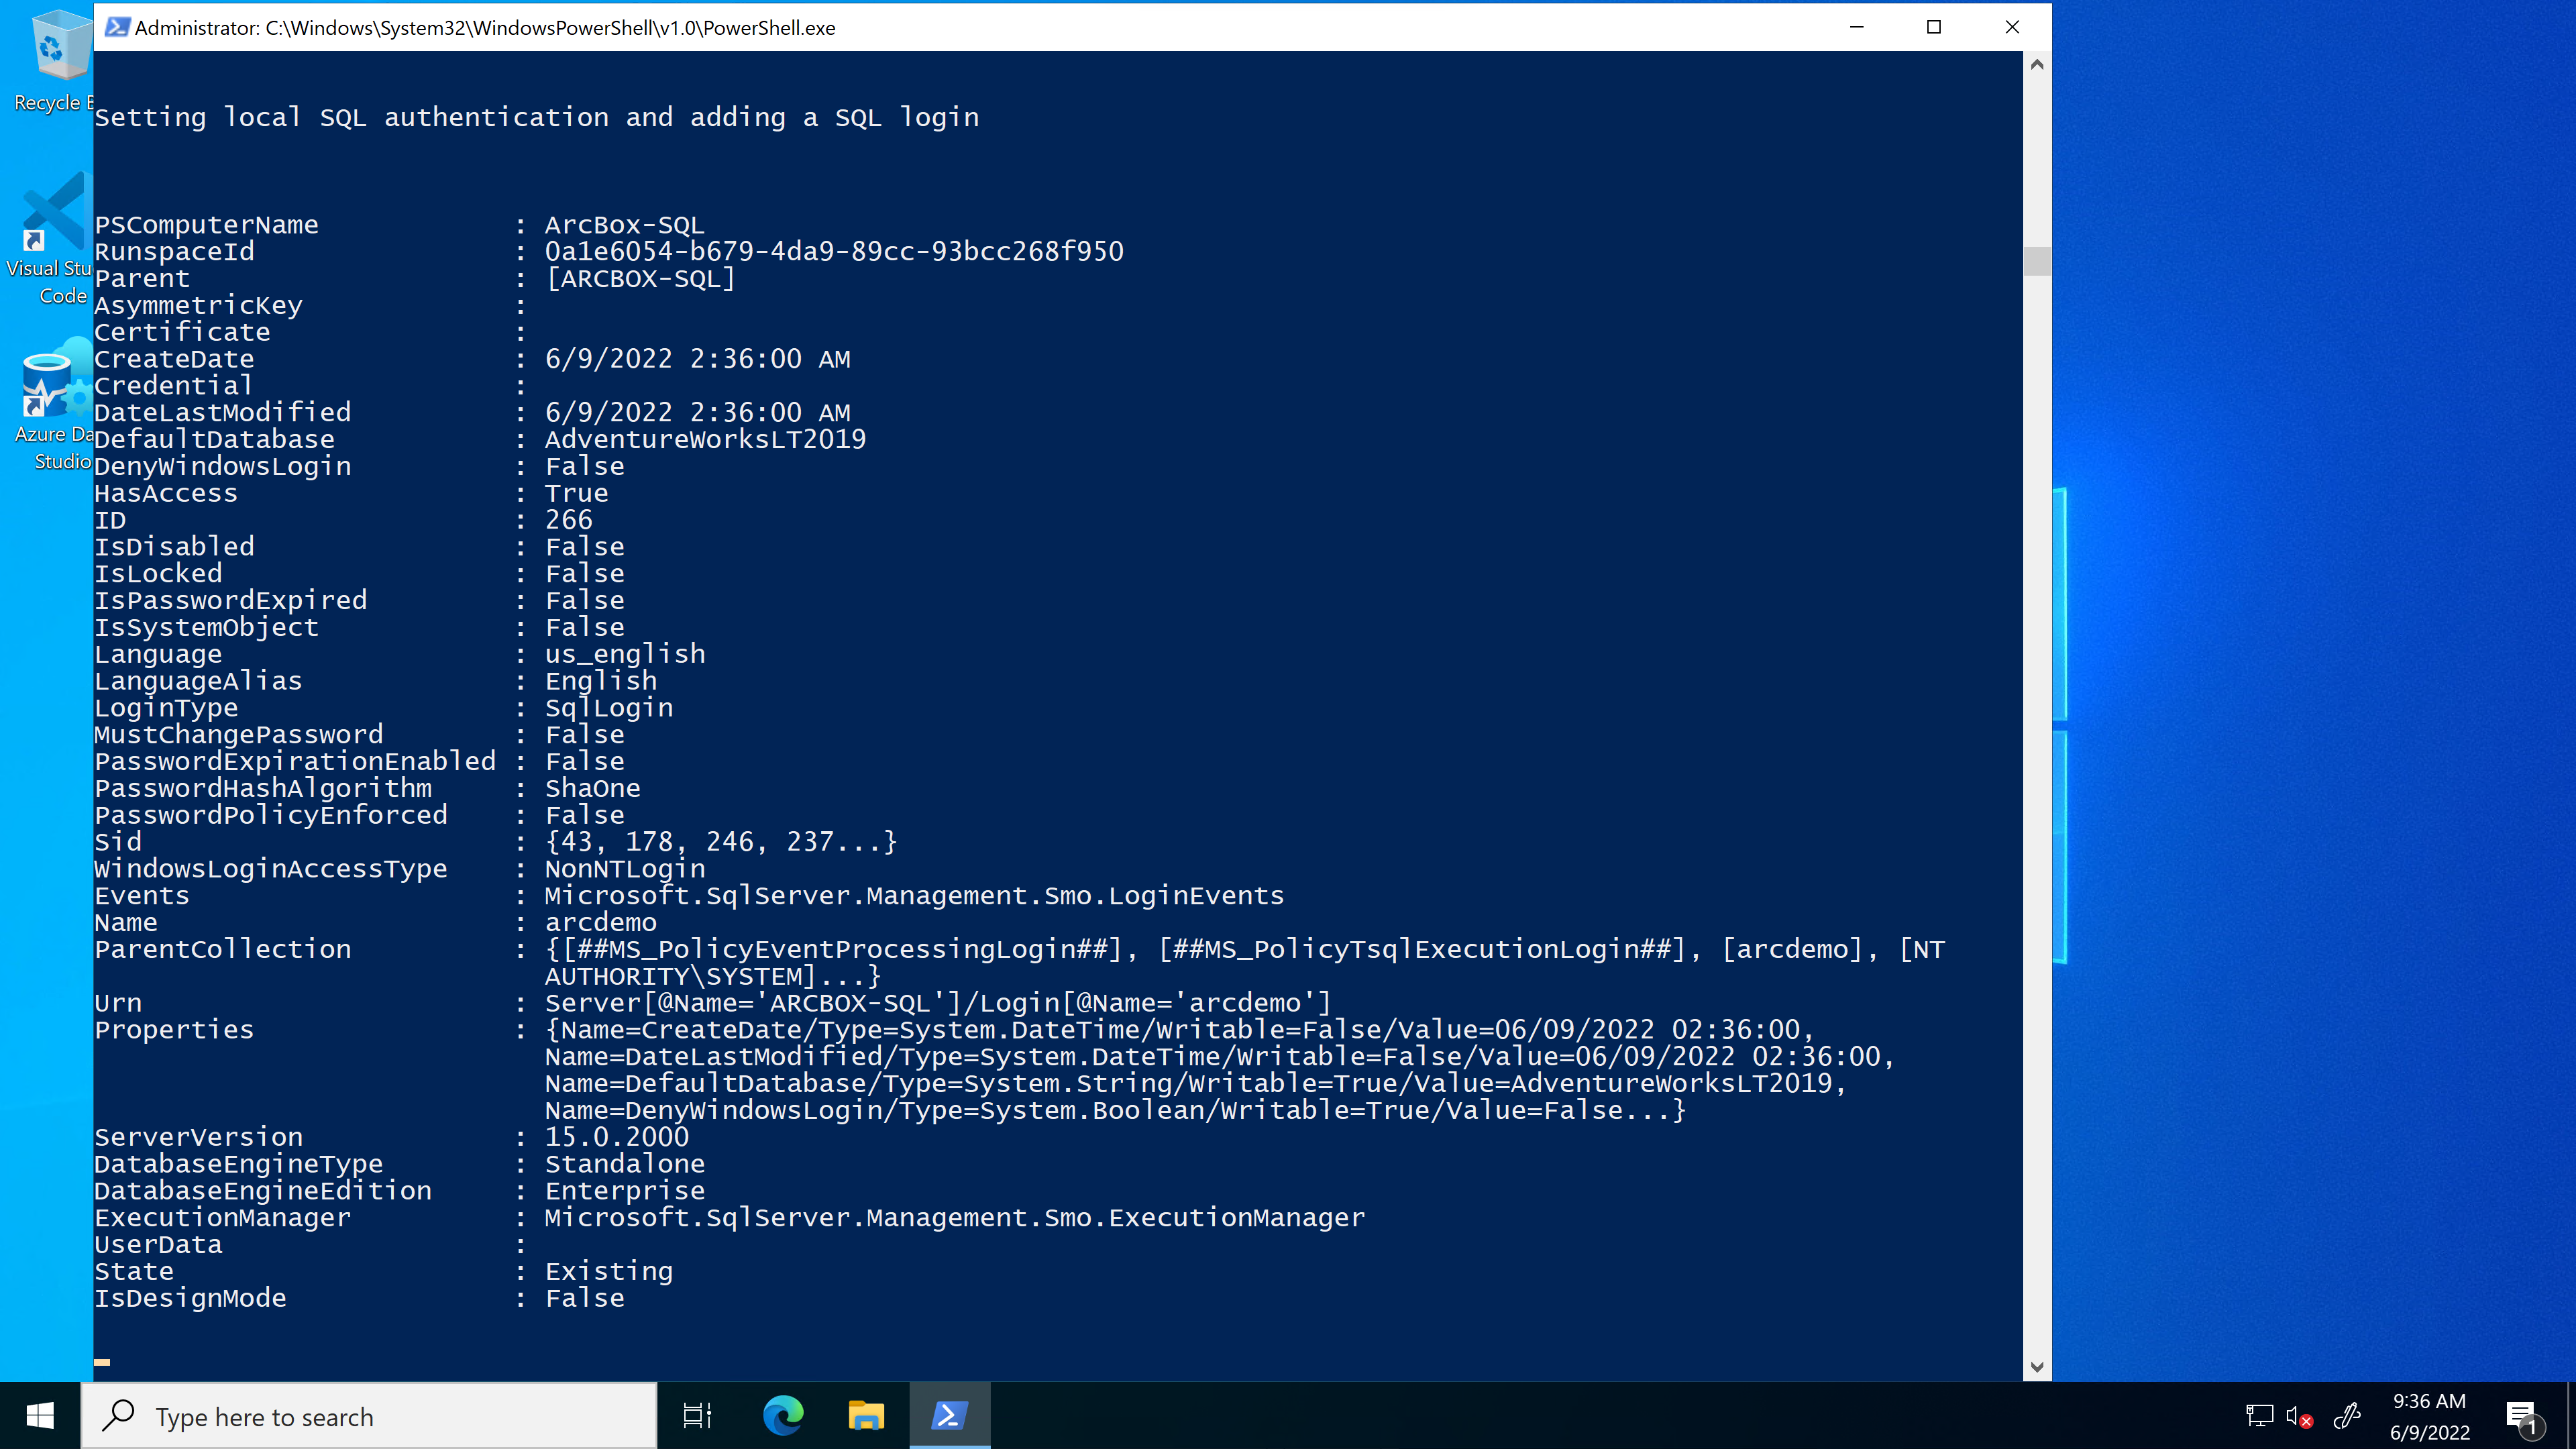 Administrator: C:\Windows\System32\WindowsPowerShell\v1.0\PowerShell.exe
Recycle B
Visual Stu
Code
Azure Da
Studio
Setting local SQL authentication and adding a SQL login
PSComputerName : ArcBox-SQL
RunspaceId : 0a1e6054-b679-4da9-89cc-93bcc268f950
Parent : [ARCBOX-SQL]
AsymmetricKey :
Certificate :
CreateDate : 6/9/2022 2:36:00 AM
Credential :
DateLastModified : 6/9/2022 2:36:00 AM
DefaultDatabase : AdventureWorksLT2019
DenyWindowsLogin : False
HasAccess : True
ID : 266
IsDisabled : False
IsLocked : False
IsPasswordExpired : False
IsSystemObject : False
Language : us_english
LanguageAlias : English
LoginType : SqlLogin
MustChangePassword : False
PasswordExpirationEnabled : False
PasswordHashAlgorithm : ShaOne
PasswordPolicyEnforced : False
Sid : {43, 178, 246, 237...}
WindowsLoginAccessType : NonNTLogin
Events : Microsoft.SqlServer.Management.Smo.LoginEvents
Name : arcdemo
ParentCollection : {[##MS_PolicyEventProcessingLogin##], [##MS_PolicyTsqlExecutionLogin##], [arcdemo], [NT
AUTHORITY\SYSTEM]...}
Urn : Server[@Name='ARCBOX-SQL']/Login[@Name='arcdemo']
Properties : {Name=CreateDate/Type=System.DateTime/Writable=False/Value=06/09/2022 02:36:00,
Name=DateLastModified/Type=System.DateTime/Writable=False/Value=06/09/2022 02:36:00,
Name=DefaultDatabase/Type=System.String/Writable=True/Value=AdventureWorksLT2019,
Name=DenyWindowsLogin/Type=System.Boolean/Writable=True/Value=False...}
ServerVersion : 15.0.2000
DatabaseEngineType : Standalone
DatabaseEngineEdition : Enterprise
ExecutionManager : Microsoft.SqlServer.Management.Smo.ExecutionManager
UserData :
State : Existing
IsDesignMode : False
Type here to search
9:36 AM
6/9/2022
1